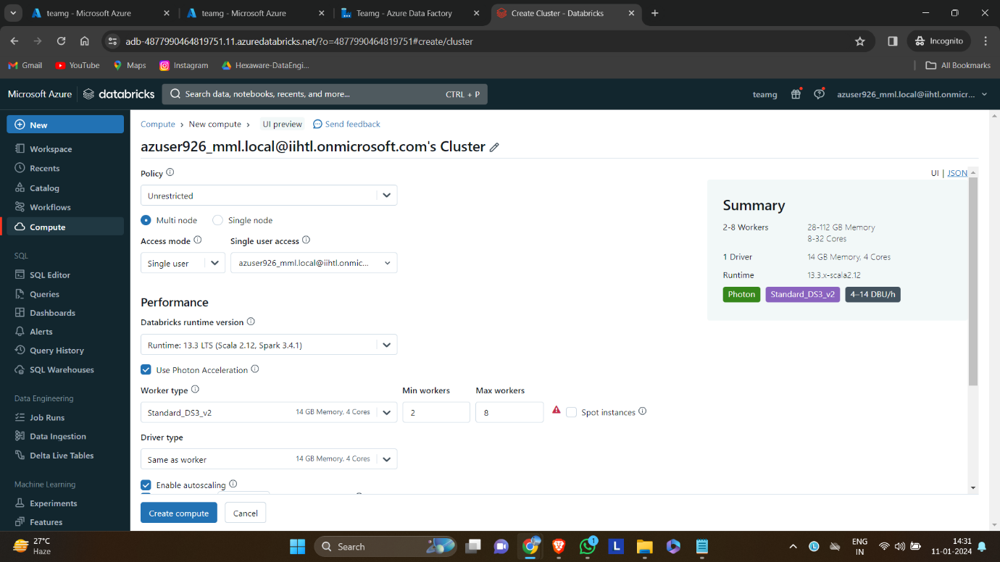 teamg - Microsoft Azure
teamg - Microsoft Azure
Teamg - Azure Data Factory
Create Cluster - Databricks
adb-4877990464819751.11.azuredatabricks.net/?o=4877990464819751#create/cluster
Incognito
Gmail
YouTube
Maps
Instagram
Hexaware-DataEngi...
All Bookmarks
Microsoft Azure
databricks
Search data, notebooks, recents, and more...
CTRL + P
teamg
azuser926_mml.local@iihtl.onmicr...
New
Workspace
Recents
Catalog
Workflows
Compute
SQL
SQL Editor
Queries
Dashboards
Alerts
Query History
SQL Warehouses
Data Engineering
Job Runs
Data Ingestion
Delta Live Tables
Machine Learning
Experiments
Features
Compute > New compute > UI preview Send feedback
azuser926_mml.local@iihtl.onmicrosoft.com's Cluster
UI | JSON
Policy
Unrestricted
Multi node Single node
Access mode Single user access
Single user azuser926_mml.local@iihtl.onmic...
Performance
Databricks runtime version
Runtime: 13.3 LTS (Scala 2.12, Spark 3.4.1)
Use Photon Acceleration
Worker type Min workers Max workers
Standard_DS3_v2 14 GB Memory, 4 Cores 2 8 Spot instances
Driver type
Same as worker 14 GB Memory, 4 Cores
Enable autoscaling
Create compute Cancel
Summary
2-8 Workers 28-112 GB Memory
8-32 Cores
1 Driver 14 GB Memory, 4 Cores
Runtime 13.3.x-scala2.12
Photon Standard_DS3_v2 4–14 DBU/h
27°C
Haze
Search
1
L
L
ENG
IN
14:31
11-01-2024